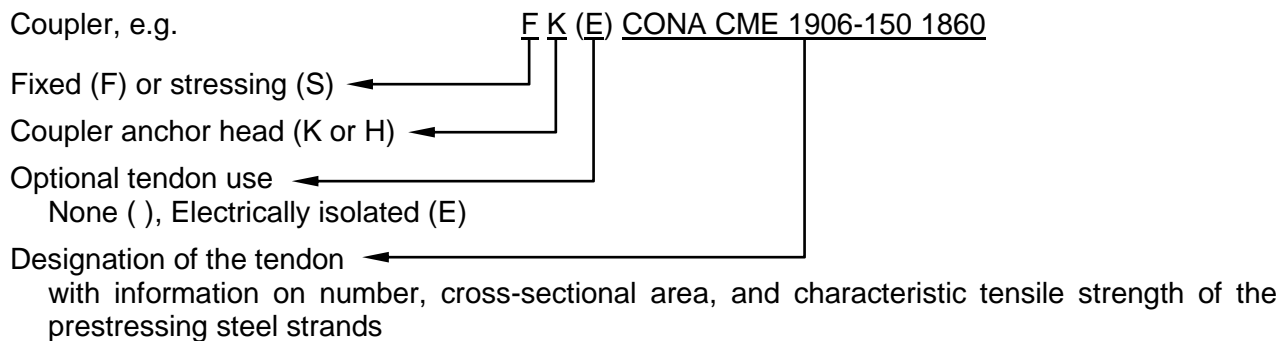 Coupler, e.g. F K (E) CONA CME 1906-150 1860
Fixed (F) or stressing (S)
Coupler anchor head (K or H)
Optional tendon use
None ( ), Electrically isolated (E)
Designation of the tendon
with information on number, cross-sectional area, and characteristic tensile strength of the
prestressing steel strands